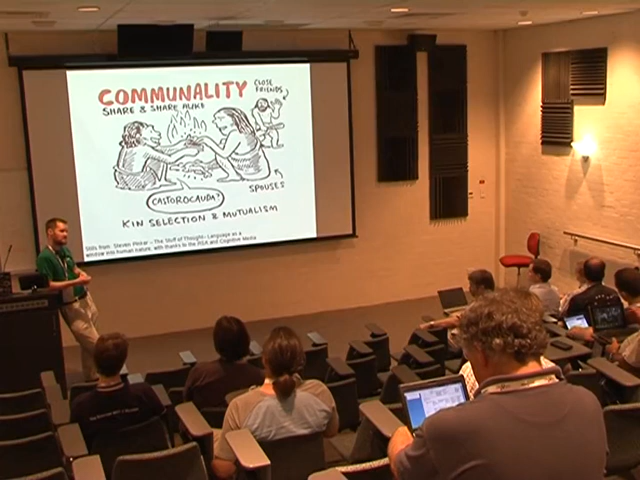 COMMUNALITY
SHARE & SHARE ALIKE
CLOSE
FRIENDS
SPOUSES
CASTOROCAUDA?
KIN SELECTION & MUTUALISM
Stills from: Steven Pinker – The Stuff of Thought: Language as a
window into human nature, with thanks to the RSA and Cognitive Media